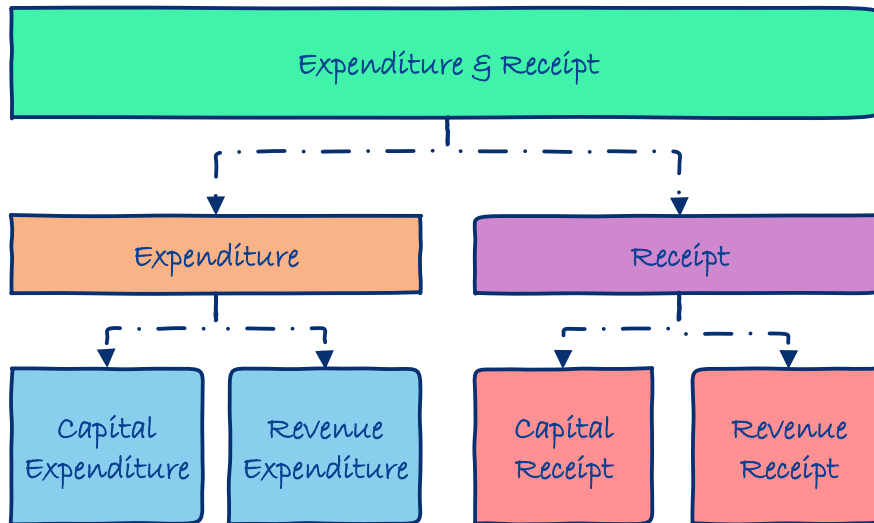 Expenditure & Receipt
Expenditure
Receipt
Capital
Expenditure
Revenue
Expenditure
Capital
Receipt
Revenue
Receipt